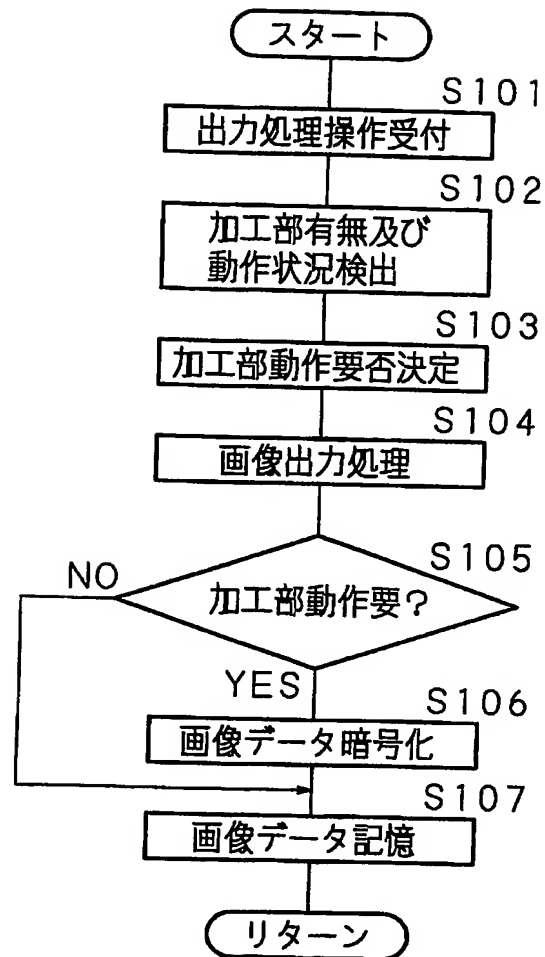 スタート
S101
出力処理操作受付
S102
加工部有無及び
動作状況検出
S103
加工部動作要否決定
S104
画像出力処理
S105
NO
加工部動作要?
YES
S106
画像データ暗号化
S107
画像データ記憶
リターン